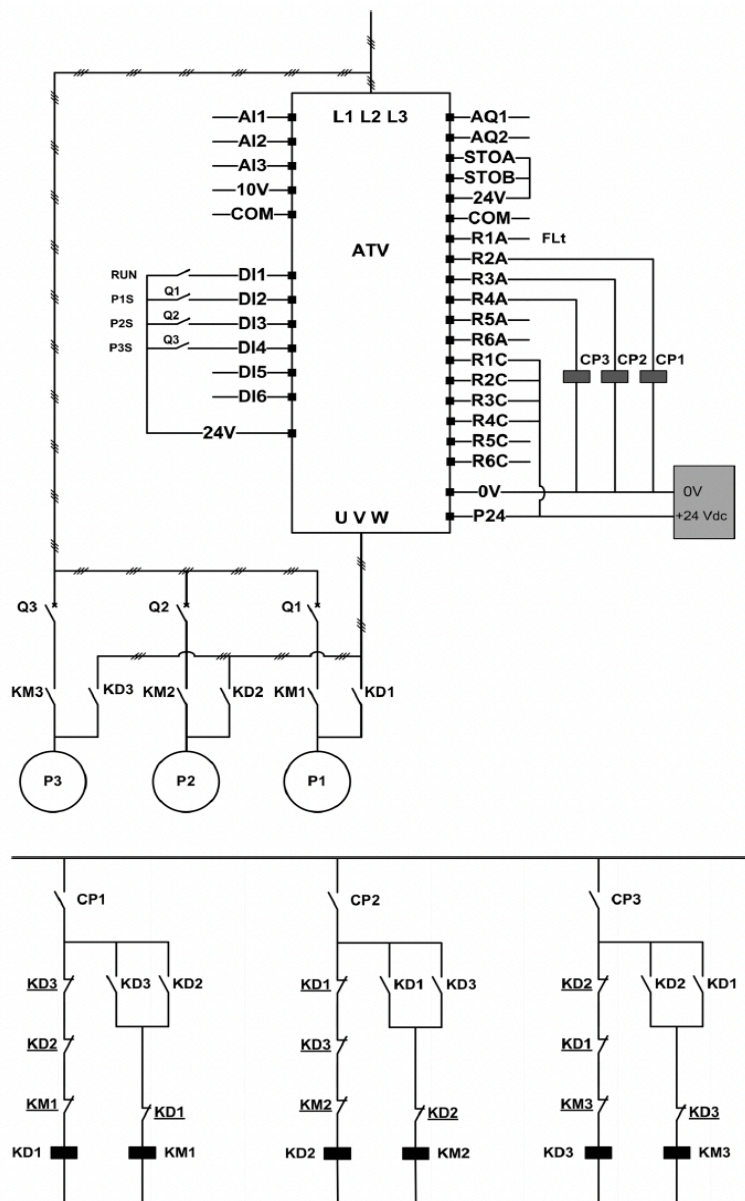 L1 L2 L3
AI1
AI2
AI3
10V
COM
AQ1
AQ2
STOA
STOB
24V
COM
ATV
R1A FLt
R2A
R3A
R4A
R5A
R6A
R1C
R2C
R3C
R4C
R5C
R6C
0V
P24
RUN DI1
P1S Q1 DI2
P2S Q2 DI3
P3S Q3 DI4
DI5
DI6
24V
CP3 CP2 CP1
0V
+24 Vdc
U V W
Q3 Q2 Q1
KM3 KD3 KM2 KD2 KM1 KD1
P3 P2 P1
CP1 CP2 CP3
KD3 KD3 KD2 KD1 KD1 KD3 KD2 KD2 KD1
KD2 KD3 KD1
KM1 KD1 KM2 KD2 KM3 KD3
KD1 KM1 KD2 KM2 KD3 KM3